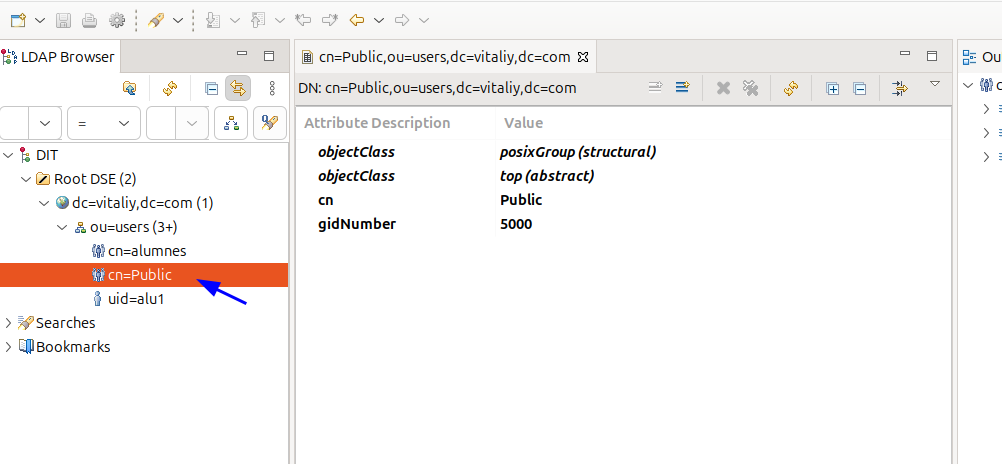 LDAP Browser
=
DIT
Root DSE (2)
dc=vitaliy,dc=com (1)
ou=users (3+)
cn=alumnes
cn=Public
uid=alu1
Searches
Bookmarks
cn=Public,ou=users,dc=vitaliy,dc=com
DN: cn=Public,ou=users,dc=vitaliy,dc=com
Attribute Description Value
objectClass posixGroup (structural)
objectClass top (abstract)
cn Public
gidNumber 5000
Ou
c